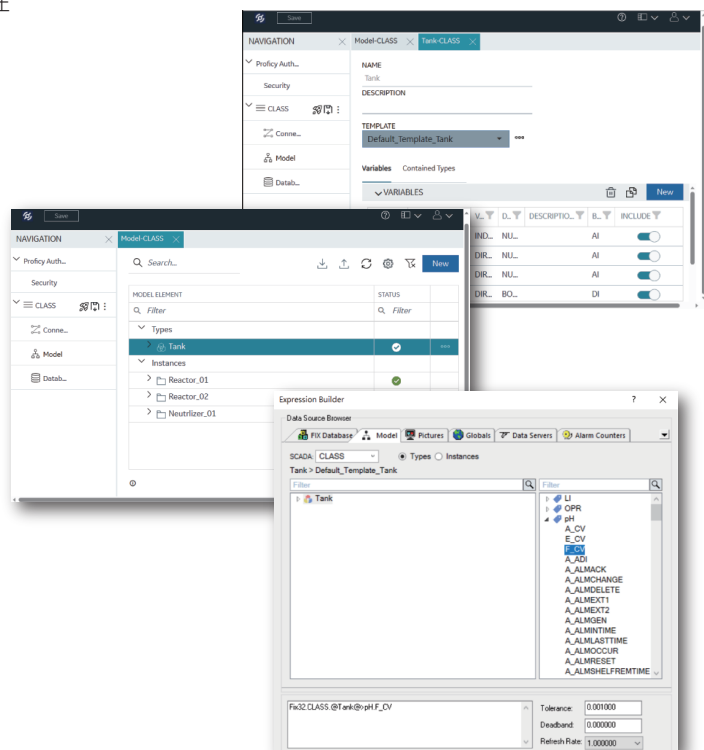 Save
NAVIGATION
Model-CLASS
Tank-CLASS
Proficy Auth...
Security
CLASS
Conne...
Model
Datab...
NAME
Tank
DESCRIPTION
TEMPLATE
Default_Template_Tank
Variables Contained Types
VARIABLES
New
V... D... DESCRIPTIO... B... INCLUDE
IND... NU... AI
DIR... NU... AI
DIR... NU... AI
DIR... BO... DI
Save
NAVIGATION
Model-CLASS
Proficy Auth...
Security
CLASS
Conne...
Model
Datab...
Search...
New
MODEL ELEMENT STATUS
Filter Filter
Types
Tank
Instances
Reactor_01
Reactor_02
Neutrlizer_01
Expression Builder ?
Data Source Browser
FIX Database Model Pictures Globals Data Servers Alarm Counters
SCADA: CLASS Types Instances
Tank > Default_Template_Tank
Filter Filter
Tank
LI
OPR
pH
A_CV
E_CV
F_CV
A_ADI
A_ALMACK
A_ALMCHANGE
A_ALMDELETE
A_ALMEXT1
A_ALMEXT2
A_ALMGEN
A_ALMINTIME
A_ALMLASTTIME
A_ALMOCCUR
A_ALMRESET
A_ALMSHELFREMTIME
Fix32.CLASS.@Tank@>pH.F_CV
Tolerance: 0.001000
Deadband: 0.000000
Refresh Rate: 1.000000